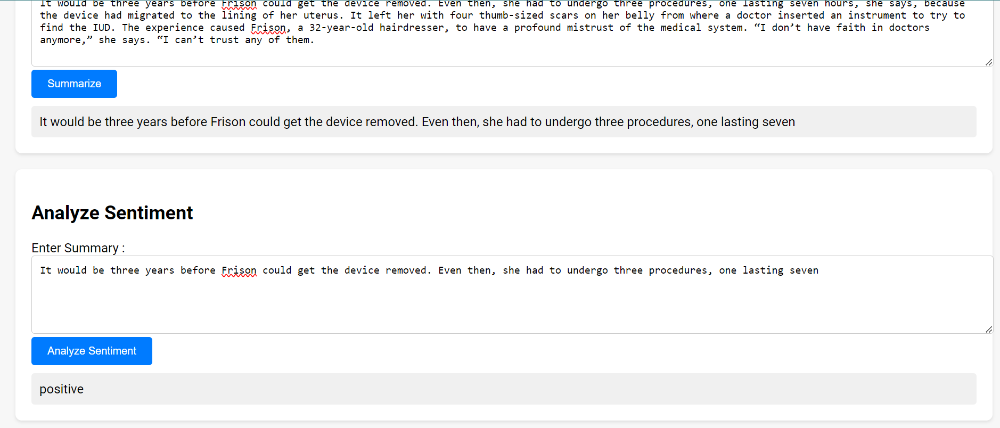 It would be three years before Frison could get the device removed. Even then, she had to undergo three procedures, one lasting seven hours, she says, because
the device had migrated to the lining of her uterus. It left her with four thumb-sized scars on her belly from where a doctor inserted an instrument to try to
find the IUD. The experience caused Frison, a 32-year-old hairdresser, to have a profound mistrust of the medical system. “I don’t have faith in doctors
anymore,” she says. “I can’t trust any of them.
Summarize
It would be three years before Frison could get the device removed. Even then, she had to undergo three procedures, one lasting seven
Analyze Sentiment
Enter Summary :
It would be three years before Frison could get the device removed. Even then, she had to undergo three procedures, one lasting seven
Analyze Sentiment
positive